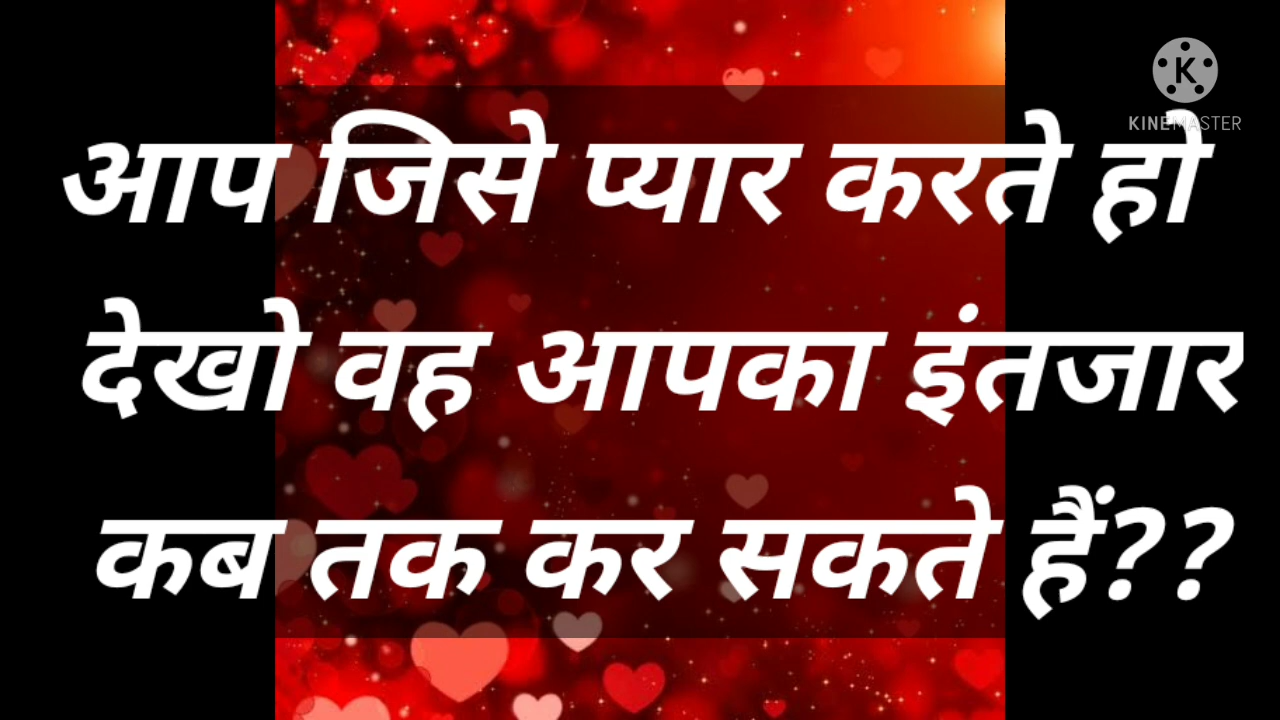 K
KINEMASTER
आप जिसे प्यार करते हो
देखो वह आपका इंतजार
कब तक कर सकते हैं??